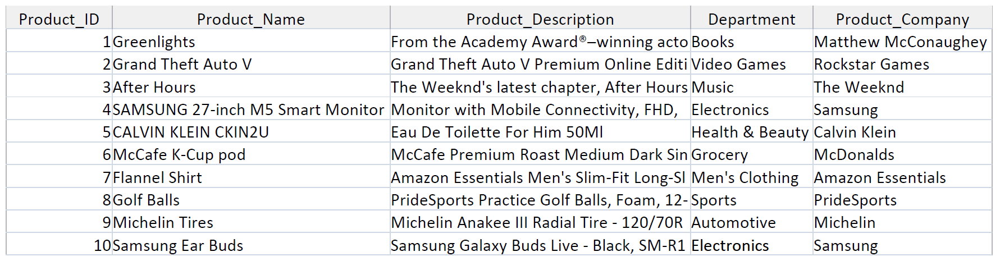 Product_ID Product_Name Product_Description Department Product_Company
1 Greenlights From the Academy Award®–winning acto Books Matthew McConaughey
2 Grand Theft Auto V Grand Theft Auto V Premium Online Editi Video Games Rockstar Games
3 After Hours The Weeknd's latest chapter, After Hours Music The Weeknd
4 SAMSUNG 27-inch M5 Smart Monitor Monitor with Mobile Connectivity, FHD, Electronics Samsung
5 CALVIN KLEIN CKIN2U Eau De Toilette For Him 50Ml Health & Beauty Calvin Klein
6 McCafe K-Cup pod McCafe Premium Roast Medium Dark Sin Grocery McDonalds
7 Flannel Shirt Amazon Essentials Men's Slim-Fit Long-Sl Men's Clothing Amazon Essentials
8 Golf Balls PrideSports Practice Golf Balls, Foam, 12- Sports PrideSports
9 Michelin Tires Michelin Anakee III Radial Tire - 120/70R Automotive Michelin
10 Samsung Ear Buds Samsung Galaxy Buds Live - Black, SM-R1 Electronics Samsung